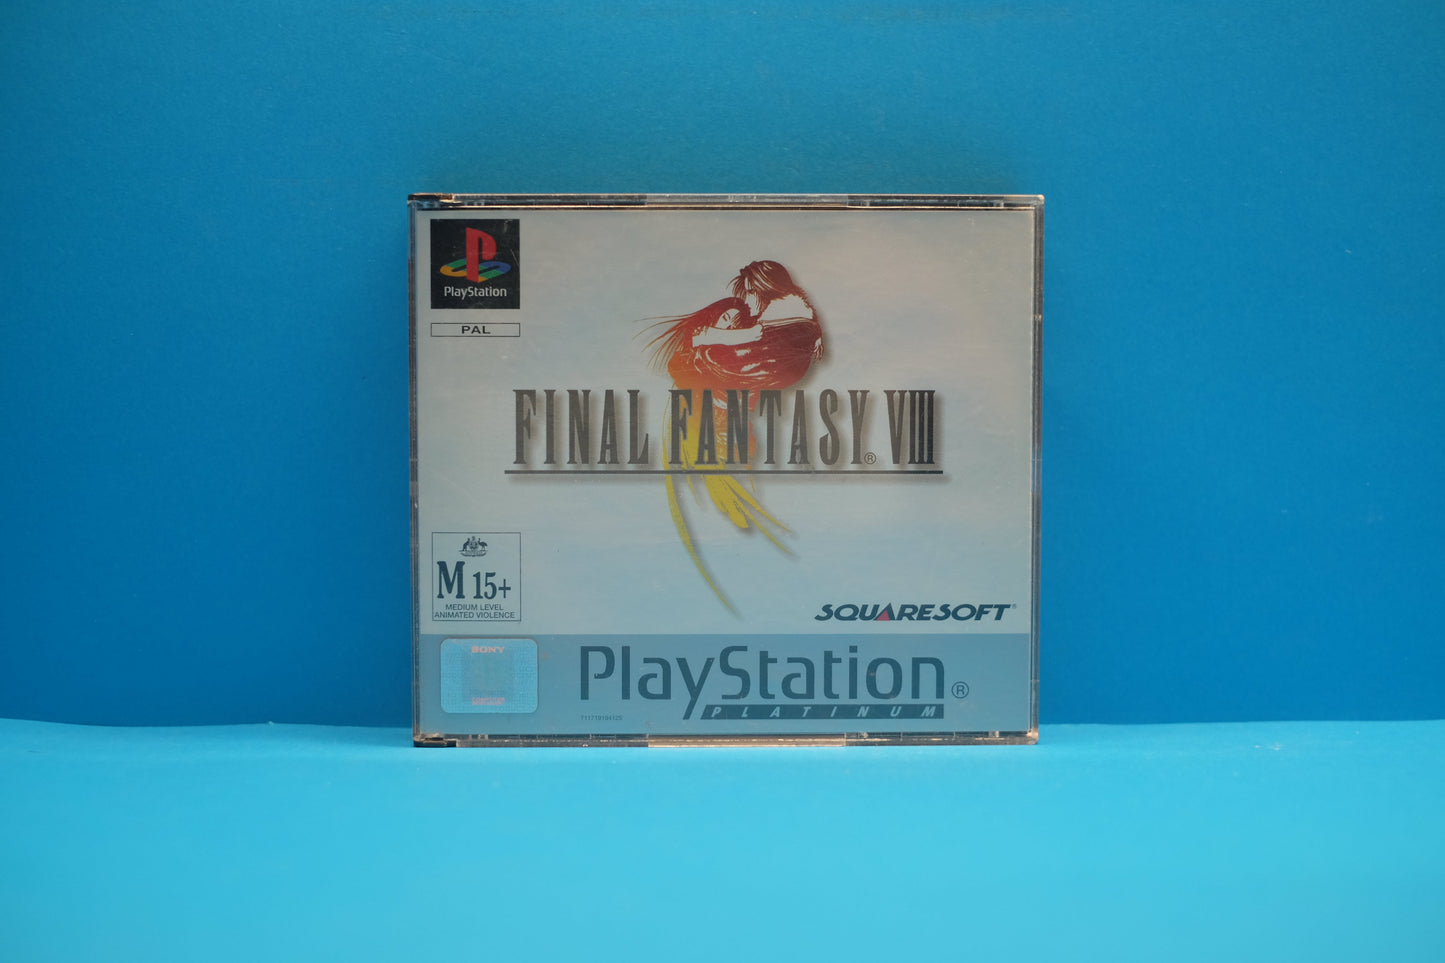 PlayStation
PAL
FINAL FANTASY® VIII
M 15+
MEDIUM LEVEL
ANIMATED VIOLENCE
SQUARESOFT®
SONY
PlayStation®
PLATINUM